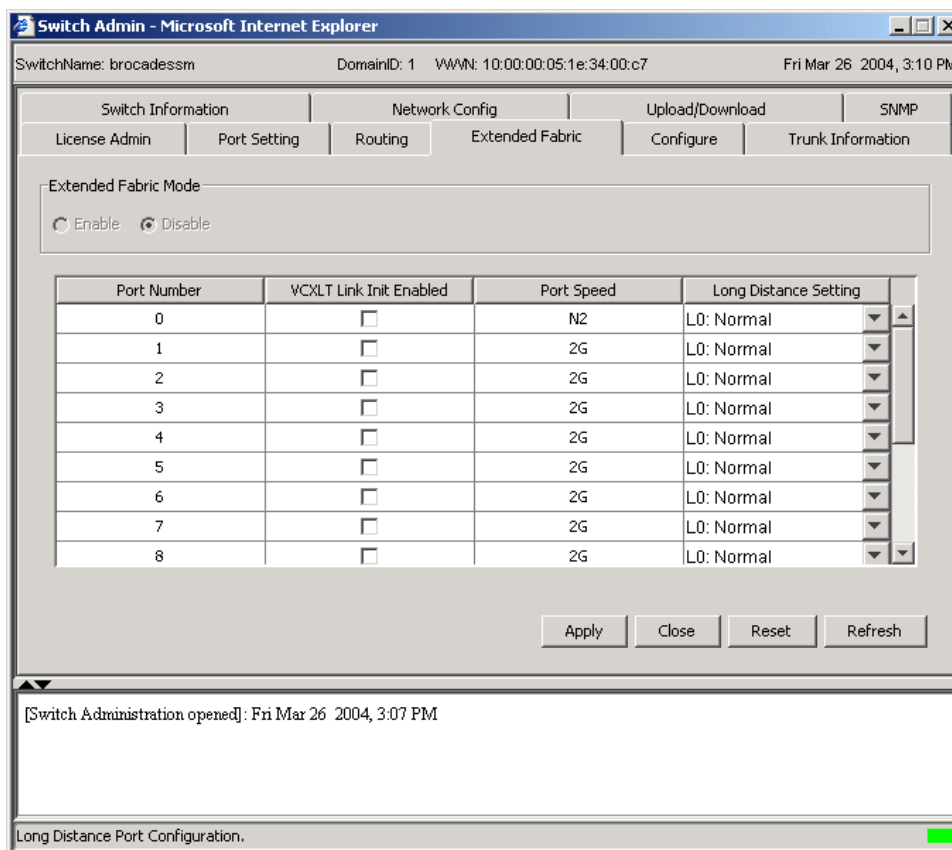 Switch Admin - Microsoft Internet Explorer
SwitchName: brocadessm DomainID: 1 WWN: 10:00:00:05:1e:34:00:c7 Fri Mar 26 2004, 3:10 PM
Switch Information Network Config Upload/Download SNMP
License Admin Port Setting Routing Extended Fabric Configure Trunk Information
Extended Fabric Mode
Enable Disable
Port Number VCXLT Link Init Enabled Port Speed Long Distance Setting
0 N2 L0: Normal
1 2G L0: Normal
2 2G L0: Normal
3 2G L0: Normal
4 2G L0: Normal
5 2G L0: Normal
6 2G L0: Normal
7 2G L0: Normal
8 2G L0: Normal
Apply Close Reset Refresh
[Switch Administration opened]: Fri Mar 26 2004, 3:07 PM
Long Distance Port Configuration.